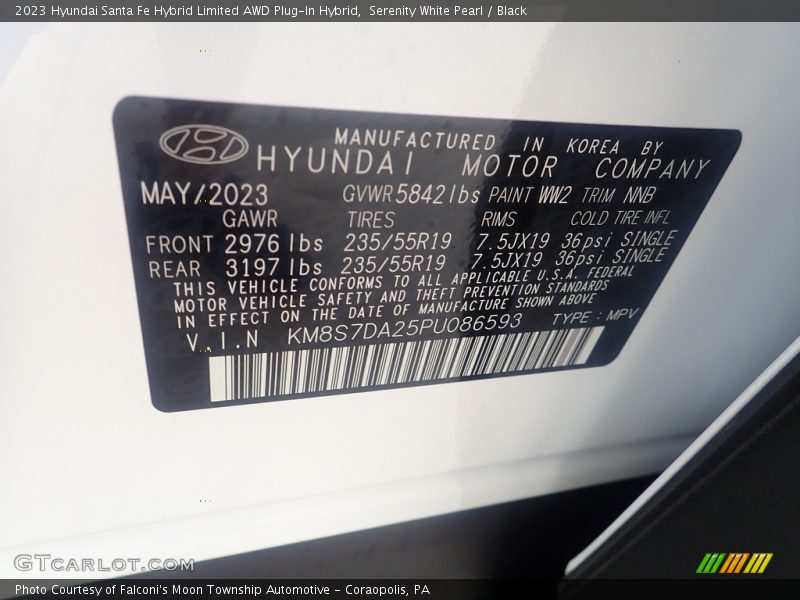 2023 Hyundai Santa Fe Hybrid Limited AWD Plug-In Hybrid, Serenity White Pearl / Black
MANUFACTURED IN KOREA BY
HYUNDAI MOTOR COMPANY
MAY/2023 GVWR 5842 lbs PAINT WW2 TRIM NNB
GAWR TIRES RIMS COLD TIRE INFL
FRONT 2976 lbs 235/55R19 7.5JX19 36psi SINGLE
REAR 3197 lbs 235/55R19 7.5JX19 36psi SINGLE
THIS VEHICLE CONFORMS TO ALL APPLICABLE U.S.A. FEDERAL
MOTOR VEHICLE SAFETY AND THEFT PREVENTION STANDARDS
IN EFFECT ON THE DATE OF MANUFACTURE SHOWN ABOVE
V.I.N KM8S7DA25PU086593 TYPE : MPV
GTCARLOT.COM
Photo Courtesy of Falconi's Moon Township Automotive - Coraopolis, PA